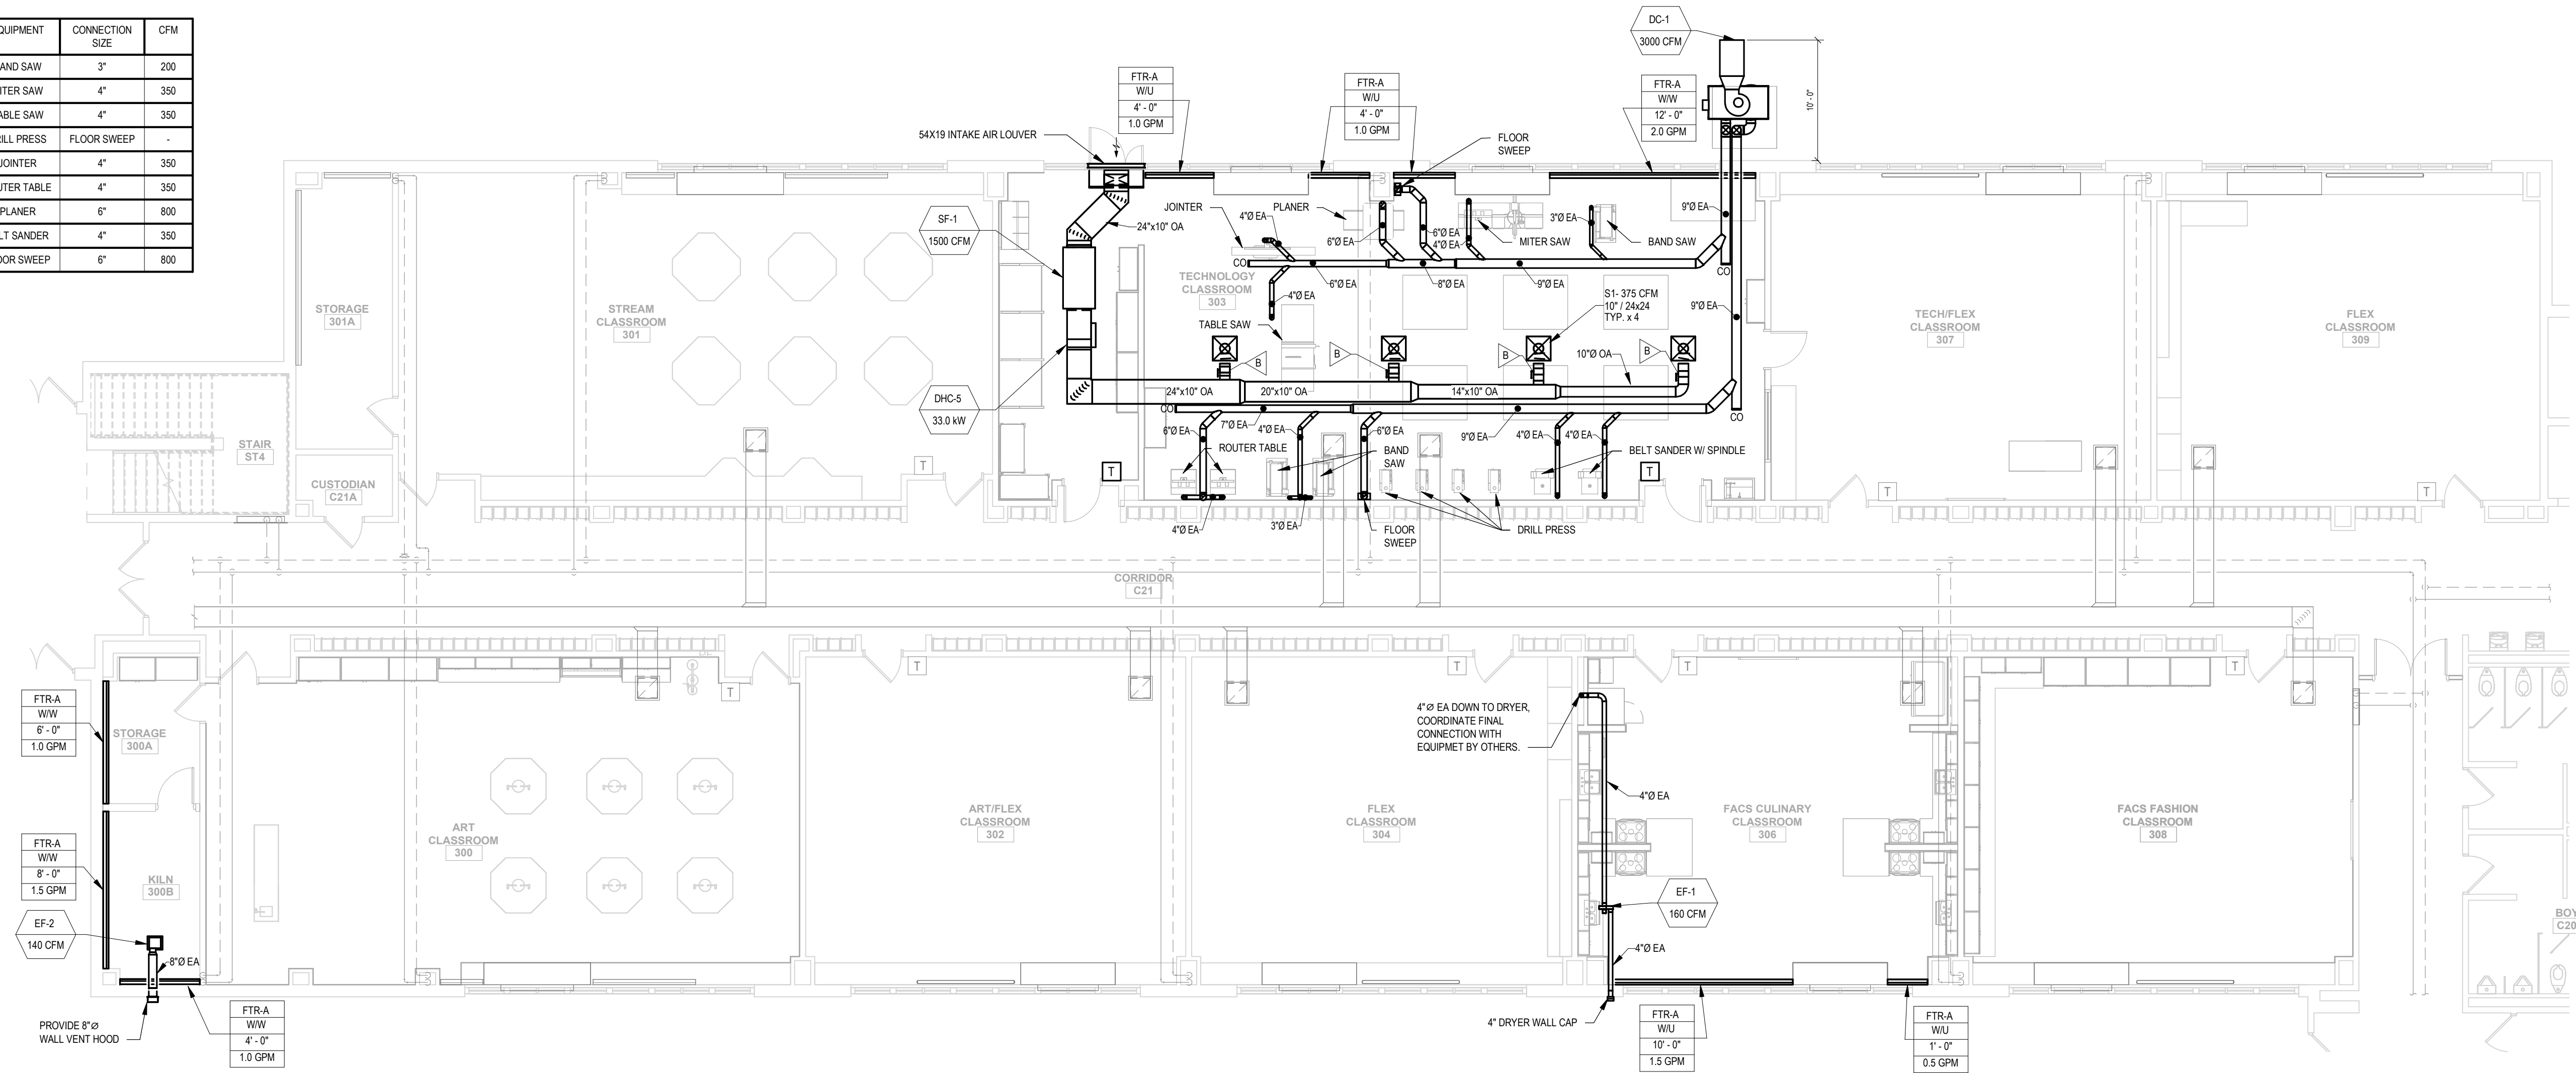 QUIPMENT CONNECTION SIZE CFM
AND SAW 3" 200
ITER SAW 4" 350
ABLE SAW 4" 350
RILL PRESS FLOOR SWEEP -
JOINTER 4" 350
UTER TABLE 4" 350
PLANER 6" 800
LT SANDER 4" 350
OOR SWEEP 6" 800
DC-1
3000 CFM
10' - 0"
FTR-A
W/U
4' - 0"
1.0 GPM
FTR-A
W/U
4' - 0"
1.0 GPM
FTR-A
W/W
12' - 0"
2.0 GPM
54X19 INTAKE AIR LOUVER
FLOOR
SWEEP
SF-1
1500 CFM
24"x10" OA
JOINTER
4"Ø EA
PLANER
6"Ø EA
6"Ø EA
4"Ø EA
MITER SAW
3"Ø EA
BAND SAW
9"Ø EA
CO
CO
6"Ø EA
8"Ø EA
9"Ø EA
4"Ø EA
9"Ø EA
TECHNOLOGY
CLASSROOM
303
S1- 375 CFM
10" / 24x24
TYP. x 4
TABLE SAW
B
B
B
B
10"Ø OA
STORAGE
301A
STREAM
CLASSROOM
301
TECH/FLEX
CLASSROOM
307
FLEX
CLASSROOM
309
DHC-5
33.0 kW
24"x10" OA
20"x10" OA
14"x10" OA
CO
CO
6"Ø EA
7"Ø EA
4"Ø EA
6"Ø EA
9"Ø EA
4"Ø EA
4"Ø EA
ROUTER TABLE
BAND
SAW
BELT SANDER W/ SPINDLE
T
T
T
T
T
STAIR
ST4
CUSTODIAN
C21A
4"Ø EA
3"Ø EA
FLOOR
SWEEP
DRILL PRESS
CORRIDOR
C21
T
T
T
T
T
FTR-A
W/W
6' - 0"
1.0 GPM
STORAGE
300A
4"Ø EA DOWN TO DRYER,
COORDINATE FINAL
CONNECTION WITH
EQUIPMET BY OTHERS.
4"Ø EA
FTR-A
W/W
8' - 0"
1.5 GPM
KILN
300B
ART
CLASSROOM
300
ART/FLEX
CLASSROOM
302
FLEX
CLASSROOM
304
FACS CULINARY
CLASSROOM
306
FACS FASHION
CLASSROOM
308
EF-2
140 CFM
8"Ø EA
EF-1
160 CFM
4"Ø EA
BOY
C20
PROVIDE 8"Ø
WALL VENT HOOD
FTR-A
W/W
4' - 0"
1.0 GPM
4" DRYER WALL CAP
FTR-A
W/U
10' - 0"
1.5 GPM
FTR-A
W/U
1' - 0"
0.5 GPM